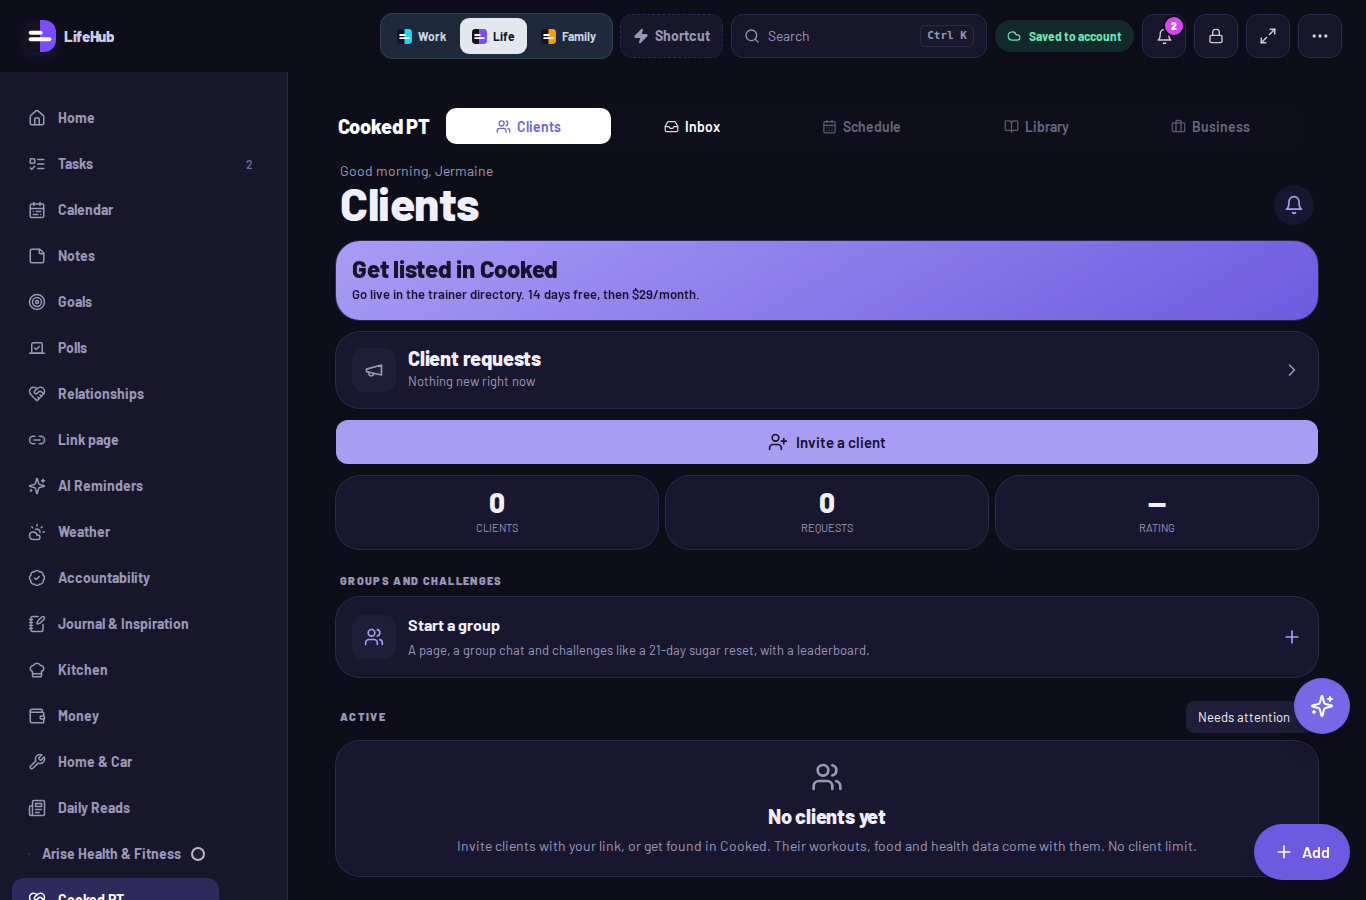 LifeHub
Work
Life
Family
Shortcut
Search
Ctrl K
Saved to account
2
Home
Tasks
2
Calendar
Notes
Goals
Polls
Relationships
Link page
AI Reminders
Weather
Accountability
Journal & Inspiration
Kitchen
Money
Home & Car
Daily Reads
Arise Health & Fitness
Cooked PT
Cooked PT
Clients
Inbox
Schedule
Library
Business
Good morning, Jermaine
Clients
Get listed in Cooked
Go live in the trainer directory. 14 days free, then $29/month.
Client requests
Nothing new right now
Invite a client
0
CLIENTS
0
REQUESTS
–
RATING
GROUPS AND CHALLENGES
Start a group
A page, a group chat and challenges like a 21-day sugar reset, with a leaderboard.
ACTIVE
Needs attention
No clients yet
Invite clients with your link, or get found in Cooked. Their workouts, food and health data come with them. No client limit.
Add